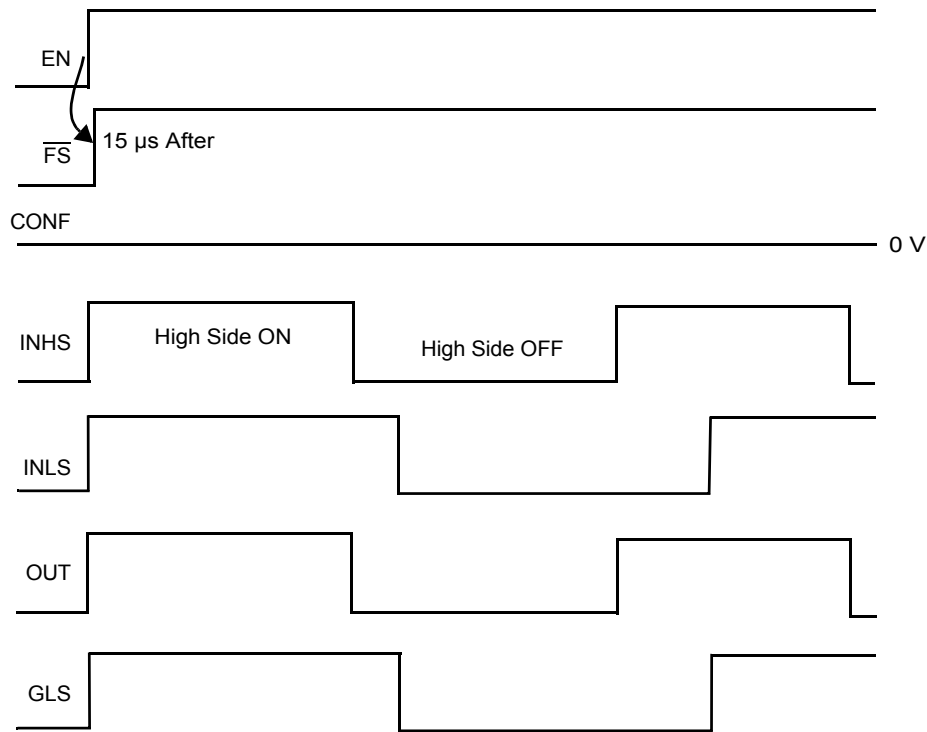 EN
15 µs After
FS
CONF
0 V
INHS
High Side ON
High Side OFF
INLS
OUT
GLS